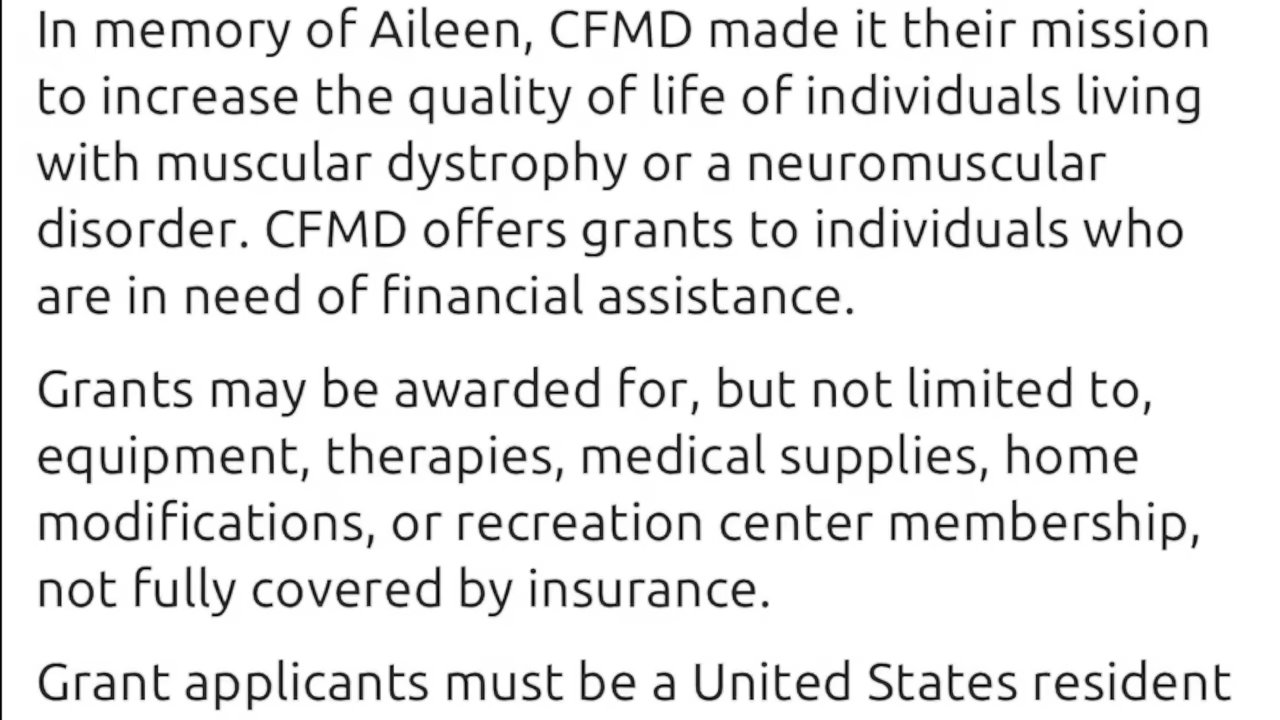 In memory of Aileen, CFMD made it their mission
to increase the quality of life of individuals living
with muscular dystrophy or a neuromuscular
disorder. CFMD offers grants to individuals who
are in need of financial assistance.
Grants may be awarded for, but not limited to,
equipment, therapies, medical supplies, home
modifications, or recreation center membership,
not fully covered by insurance.
Grant applicants must be a United States resident